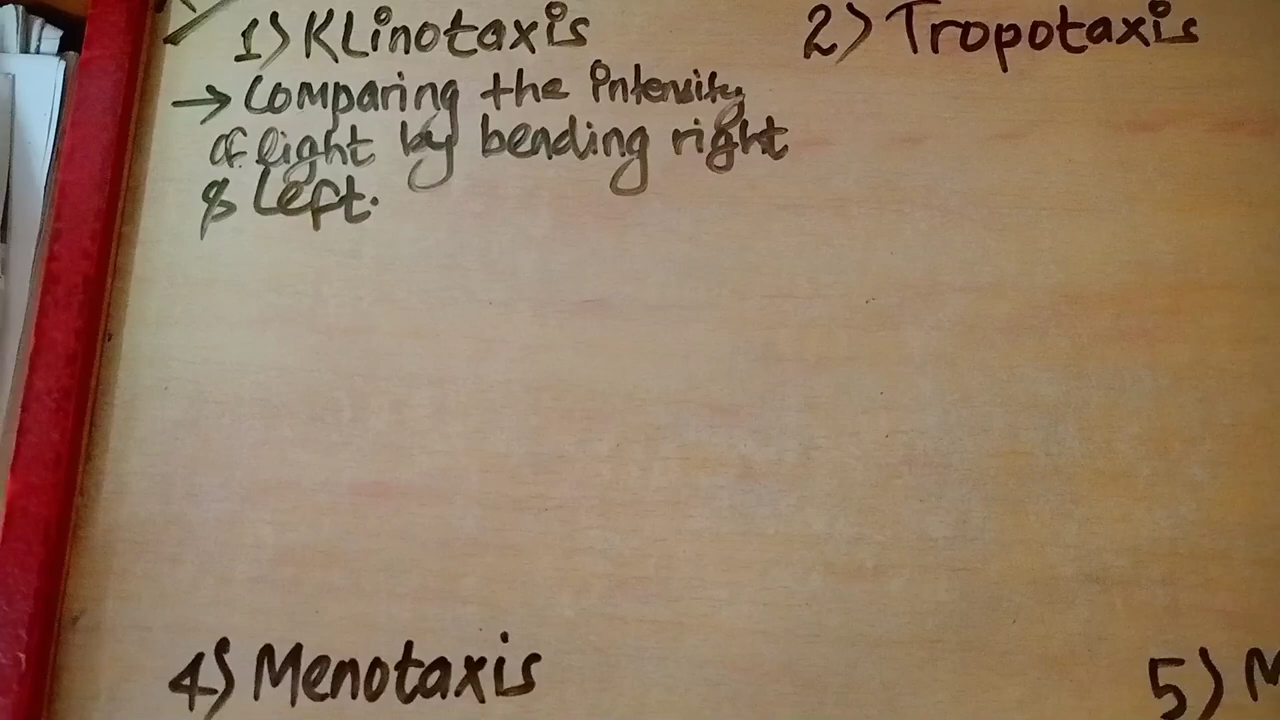 1) Klinotaxis
2) Tropotaxis
→ Comparing the intensity
of light by bending right
& left.
4) Menotaxis
5) M